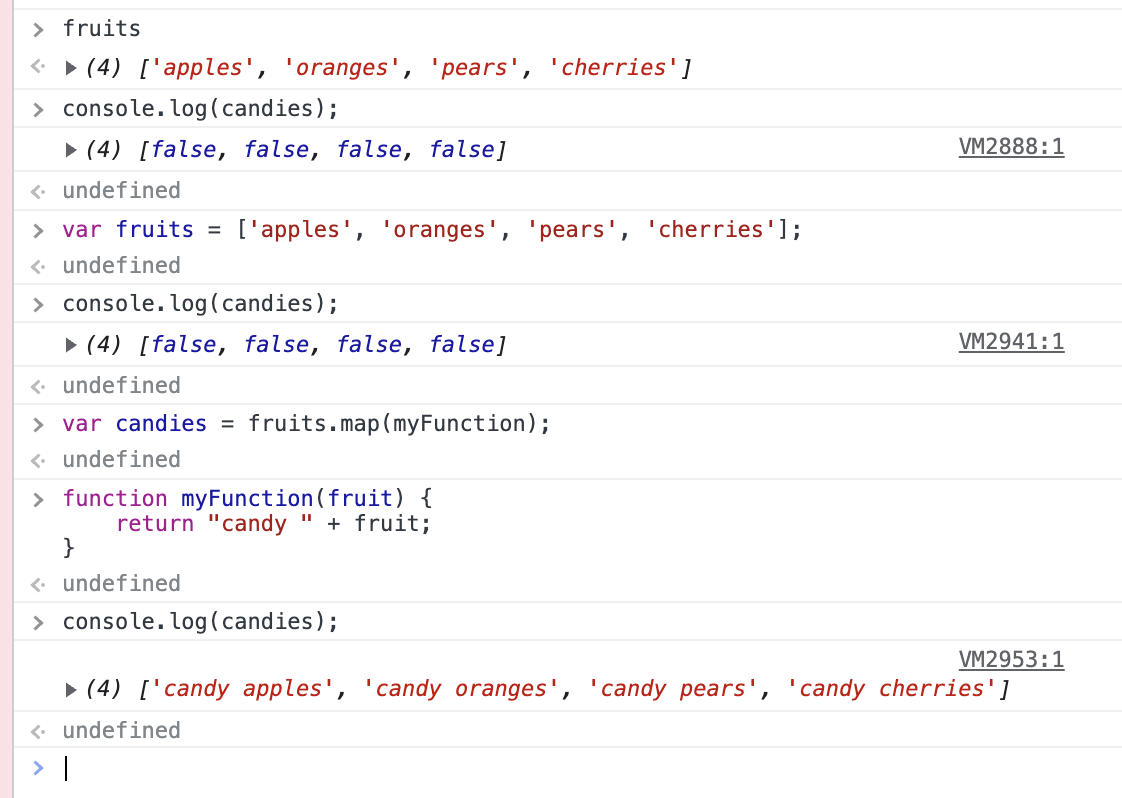 > fruits
<· ▶(4) ['apples', 'oranges', 'pears', 'cherries']
> console.log(candies);
▶(4) [false, false, false, false] VM2888:1
<· undefined
> var fruits = ['apples', 'oranges', 'pears', 'cherries'];
<· undefined
> console.log(candies);
▶(4) [false, false, false, false] VM2941:1
<· undefined
> var candies = fruits.map(myFunction);
<· undefined
> function myFunction(fruit) {
    return "candy " + fruit;
}
<· undefined
> console.log(candies);
VM2953:1
▶(4) ['candy apples', 'candy oranges', 'candy pears', 'candy cherries']
<· undefined
>